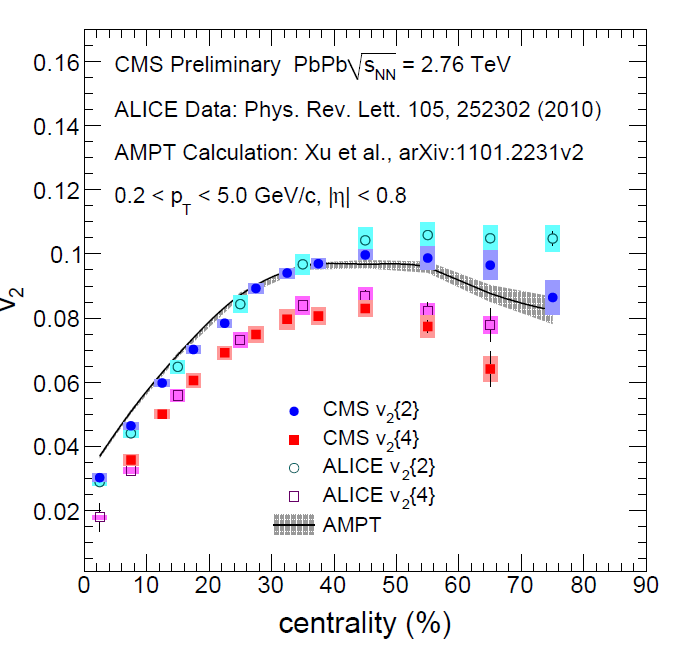 0.16
0.14
0.12
0.1
0.08
0.06
0.04
0.02
v2
CMS Preliminary PbPb√sNN = 2.76 TeV
ALICE Data: Phys. Rev. Lett. 105, 252302 (2010)
AMPT Calculation: Xu et al., arXiv:1101.2231v2
0.2 < pT < 5.0 GeV/c, |η| < 0.8
CMS v2{2}
CMS v2{4}
ALICE v2{2}
ALICE v2{4}
AMPT
0 10 20 30 40 50 60 70 80 90
centrality (%)